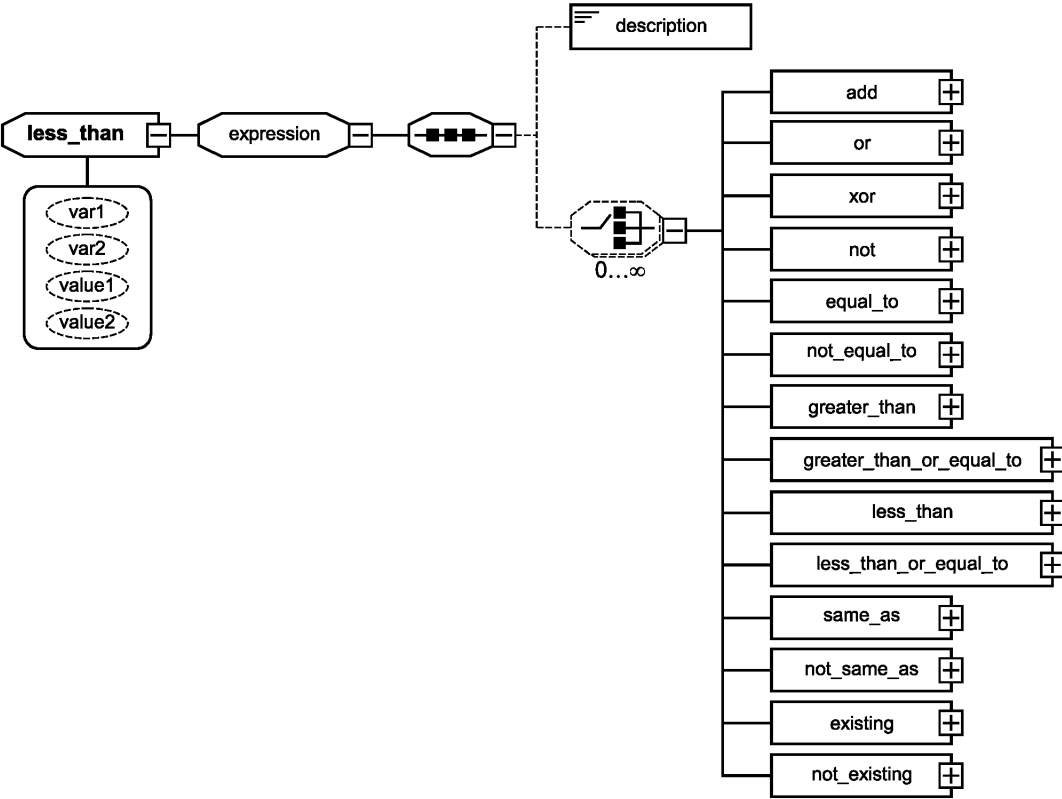 description
less_than
expression
var1
var2
value1
value2
0...∞
add
or
xor
not
equal_to
not_equal_to
greater_than
greater_than_or_equal_to
less_than
less_than_or_equal_to
same_as
not_same_as
existing
not_existing